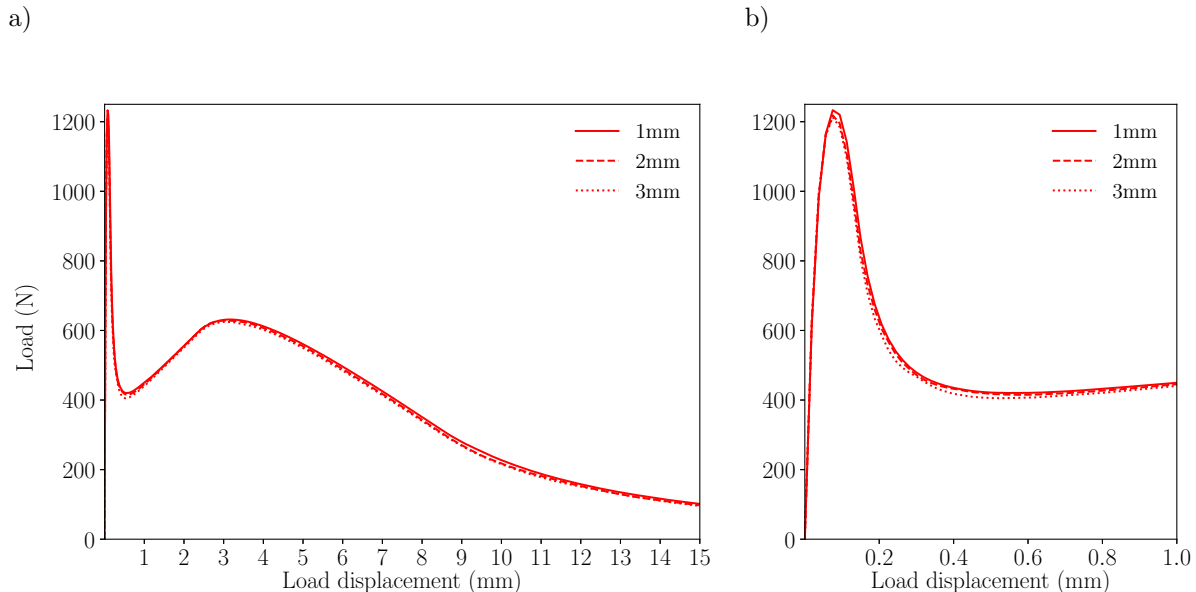 a)
b)
1200
1000
800
600
400
200
0
Load (N)
1mm
2mm
3mm
1 2 3 4 5 6 7 8 9 10 11 12 13 14 15
Load displacement (mm)
1200
1000
800
600
400
200
0
1mm
2mm
3mm
0.2 0.4 0.6 0.8 1.0
Load displacement (mm)